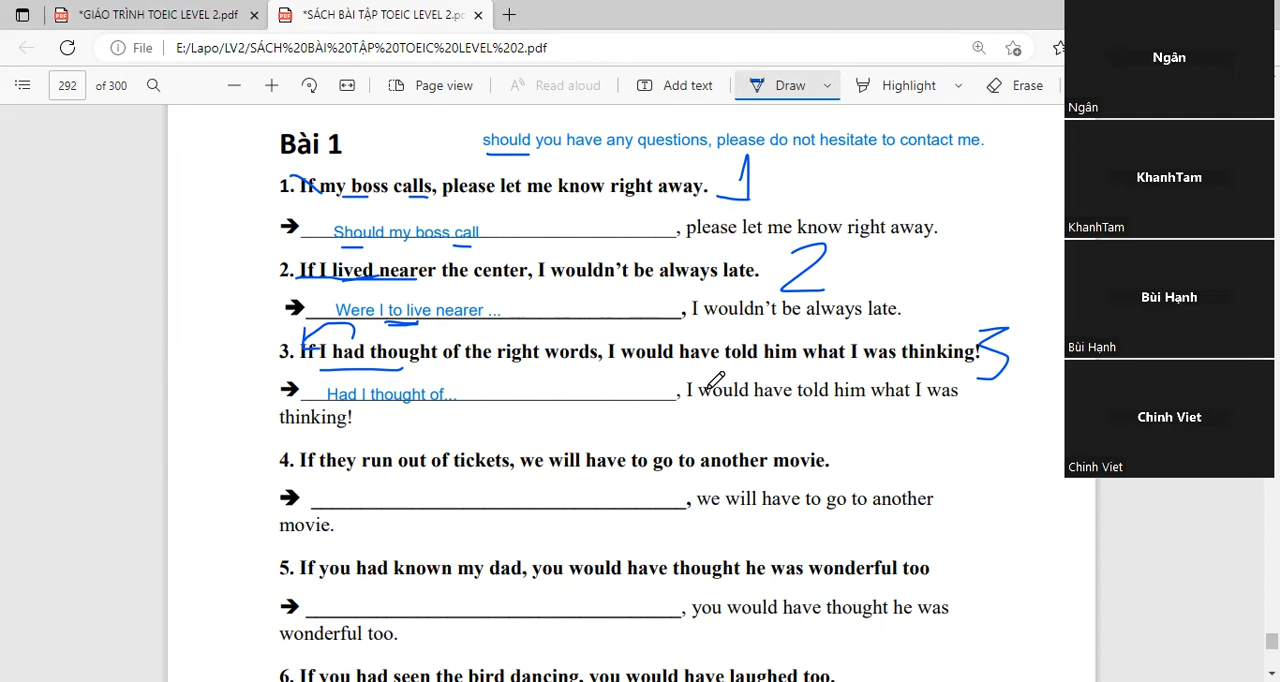 *GIÁO TRÌNH TOEIC LEVEL 2.pdf
*SÁCH BÀI TẬP TOEIC LEVEL 2.pd
File
E:/Lapo/LV2/SÁCH%20BÀI%20TẬP%20TOEIC%20LEVEL%202.pdf
292 of 300
Page view
Read aloud
Add text
Draw
Highlight
Erase
Bài 1
should you have any questions, please do not hesitate to contact me.
1. If my boss calls, please let me know right away. 1
➔ Should my boss call, please let me know right away.
2. If I lived nearer the center, I wouldn't be always late. 2
➔ Were I to live nearer ..., I wouldn't be always late.
3. If I had thought of the right words, I would have told him what I was thinking! 3
➔ Had I thought of..., I would have told him what I was
thinking!
4. If they run out of tickets, we will have to go to another movie.
➔ ____, we will have to go to another
movie.
5. If you had known my dad, you would have thought he was wonderful too
➔ ____, you would have thought he was
wonderful too.
6. If you had seen the bird dancing, you would have laughed too.
Ngân
Ngân
KhanhTam
KhanhTam
Bùi Hạnh
Bùi Hạnh
Chinh Viet
Chinh Viet